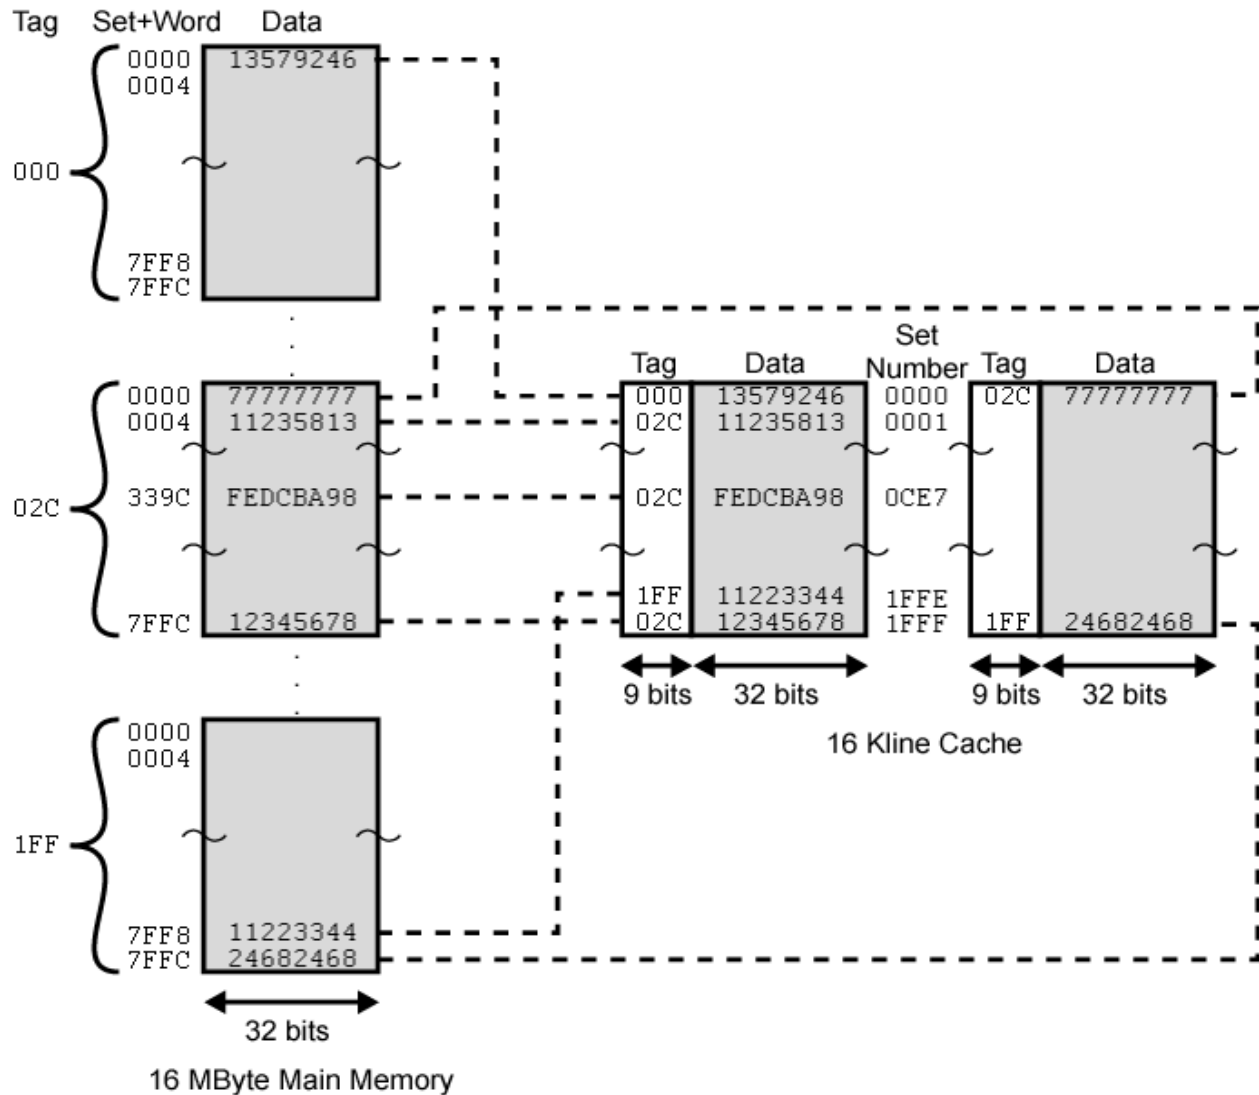 Tag Set+Word Data
0000 13579246
0004
000
7FF8
7FFC
Set
Tag Data Number Tag Data
0000 77777777 000 13579246 0000 02C 77777777
0004 11235813 02C 11235813 0001
02C 339C FEDCBA98 02C FEDCBA98 0CE7
1FF 11223344 1FFE
7FFC 12345678 02C 12345678 1FFF 1FF 24682468
9 bits 32 bits 9 bits 32 bits
16 Kline Cache
0000
0004
1FF
7FF8 11223344
7FFC 24682468
32 bits
16 MByte Main Memory